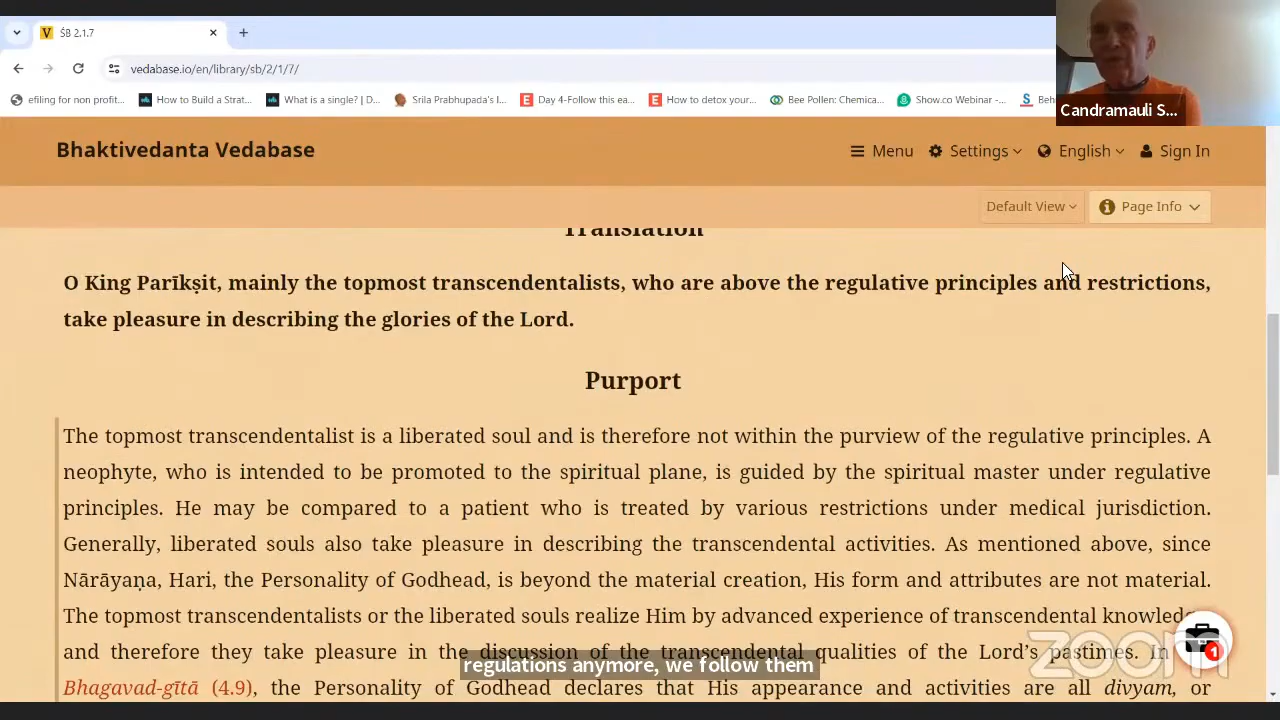 ŚB 2.1.7
vedabase.io/en/library/sb/2/1/7/
efiling for non profit...
How to Build a Strat...
What is a single D...
Srila Prabhupada's l...
Day 4-Follow this ea...
How to detox your...
Bee Pollen: Chemica...
Show.co Webinar -...
Beh
Candramauli S...
Bhaktivedanta Vedabase
Menu
Settings
English
Sign In
Default View
Page Info
Translation
O King Parīkṣit, mainly the topmost transcendentalists, who are above the regulative principles and restrictions,
take pleasure in describing the glories of the Lord.
Purport
The topmost transcendentalist is a liberated soul and is therefore not within the purview of the regulative principles. A
neophyte, who is intended to be promoted to the spiritual plane, is guided by the spiritual master under regulative
principles. He may be compared to a patient who is treated by various restrictions under medical jurisdiction.
Generally, liberated souls also take pleasure in describing the transcendental activities. As mentioned above, since
Nārāyaṇa, Hari, the Personality of Godhead, is beyond the material creation, His form and attributes are not material.
The topmost transcendentalists or the liberated souls realize Him by advanced experience of transcendental knowledge,
and therefore they take pleasure in the discussion of the transcendental qualities of the Lord's pastimes. In
regulations anymore, we follow them
zoom
1
Bhagavad-gītā (4.9), the Personality of Godhead declares that His appearance and activities are all divyam, or